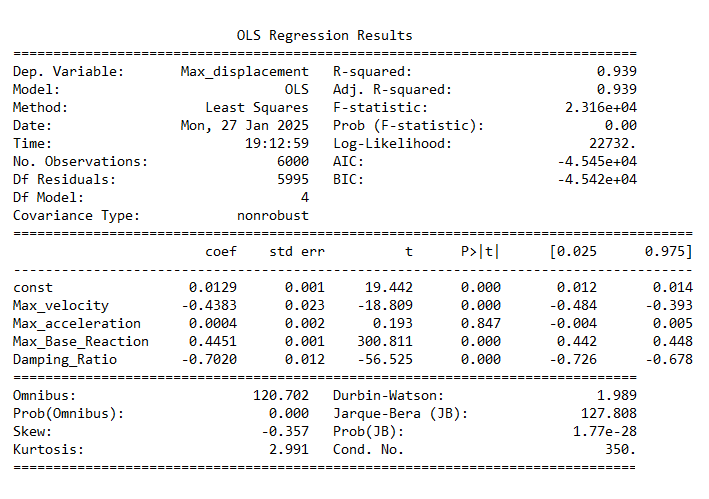 OLS Regression Results
==============================================================================
Dep. Variable: Max_displacement R-squared: 0.939
Model: OLS Adj. R-squared: 0.939
Method: Least Squares F-statistic: 2.316e+04
Date: Mon, 27 Jan 2025 Prob (F-statistic): 0.00
Time: 19:12:59 Log-Likelihood: 22732.
No. Observations: 6000 AIC: -4.545e+04
Df Residuals: 5995 BIC: -4.542e+04
Df Model: 4
Covariance Type: nonrobust
=====================================================================================
coef std err t P>|t| [0.025 0.975]
-------------------------------------------------------------------------------------
const 0.0129 0.001 19.442 0.000 0.012 0.014
Max_velocity -0.4383 0.023 -18.809 0.000 -0.484 -0.393
Max_acceleration 0.0004 0.002 0.193 0.847 -0.004 0.005
Max_Base_Reaction 0.4451 0.001 300.811 0.000 0.442 0.448
Damping_Ratio -0.7020 0.012 -56.525 0.000 -0.726 -0.678
==============================================================================
Omnibus: 120.702 Durbin-Watson: 1.989
Prob(Omnibus): 0.000 Jarque-Bera (JB): 127.808
Skew: -0.357 Prob(JB): 1.77e-28
Kurtosis: 2.991 Cond. No. 350.
==============================================================================